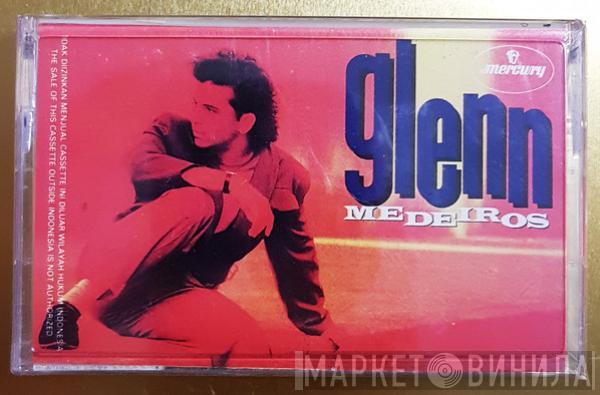 glenn
MEDEIROS
mercury
TIDAK DIIZINKAN MENJUAL CASSETTE INI DILUAR WILAYAH HUKUM INDONESIA
THE SALE OF THIS CASSETTE OUTSIDE INDONESIA IS NOT AUTHORIZED
МАРКЕТ ВИНИЛА